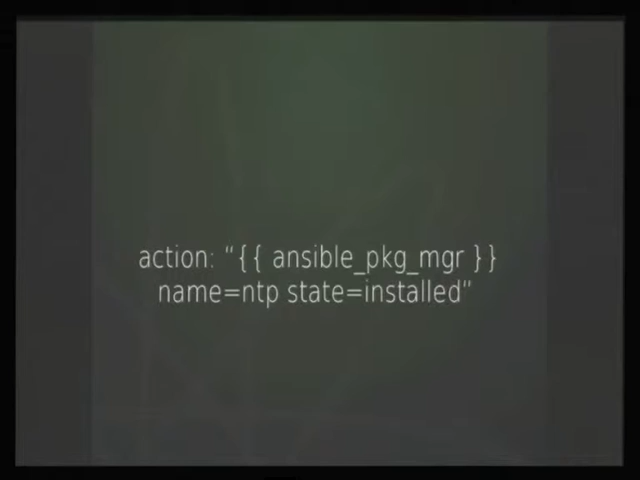 action: “{{ ansible_pkg_mgr }}
name=ntp state=installed”